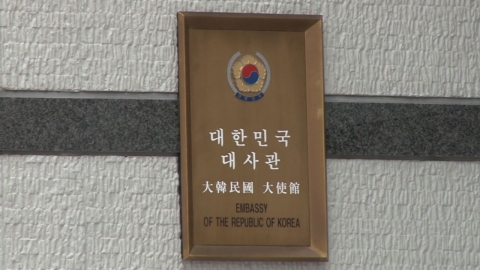 대한민국
대사관
大韓民國 大使館
EMBASSY
OF THE REPUBLIC OF KOREA